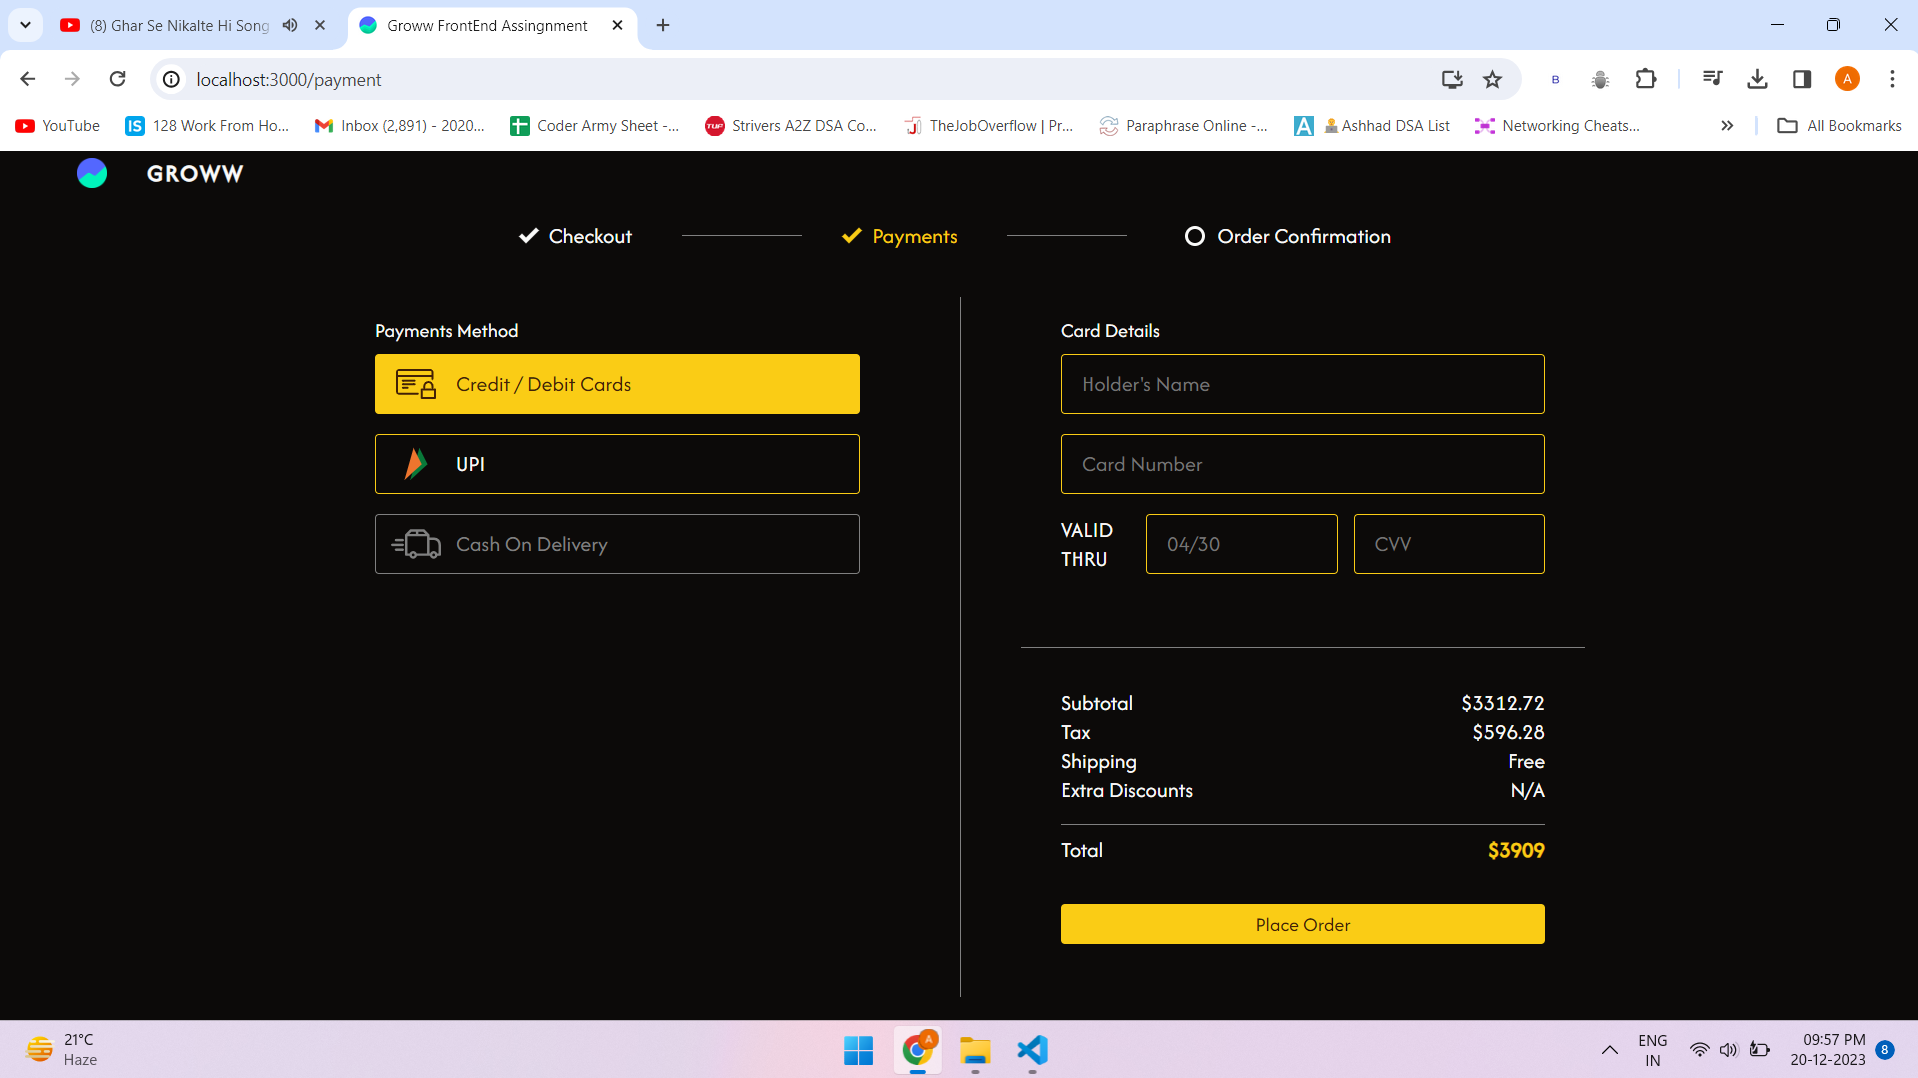 (8) Ghar Se Nikalte Hi Song
Groww FrontEnd Assingnment
localhost:3000/payment
B
A
YouTube
IS 128 Work From Ho...
Inbox (2,891) - 2020...
Coder Army Sheet -...
TUF Strivers A2Z DSA Co...
TheJobOverflow | Pr...
Paraphrase Online -...
A Ashhad DSA List
Networking Cheats...
All Bookmarks
GROWW
Checkout
Payments
Order Confirmation
Payments Method
Credit / Debit Cards
UPI
Cash On Delivery
Card Details
Holder's Name
Card Number
VALID
THRU
04/30
CVV
Subtotal $3312.72
Tax $596.28
Shipping Free
Extra Discounts N/A
Total $3909
Place Order
21°C
Haze
A
ENG
IN
09:57 PM
20-12-2023
8